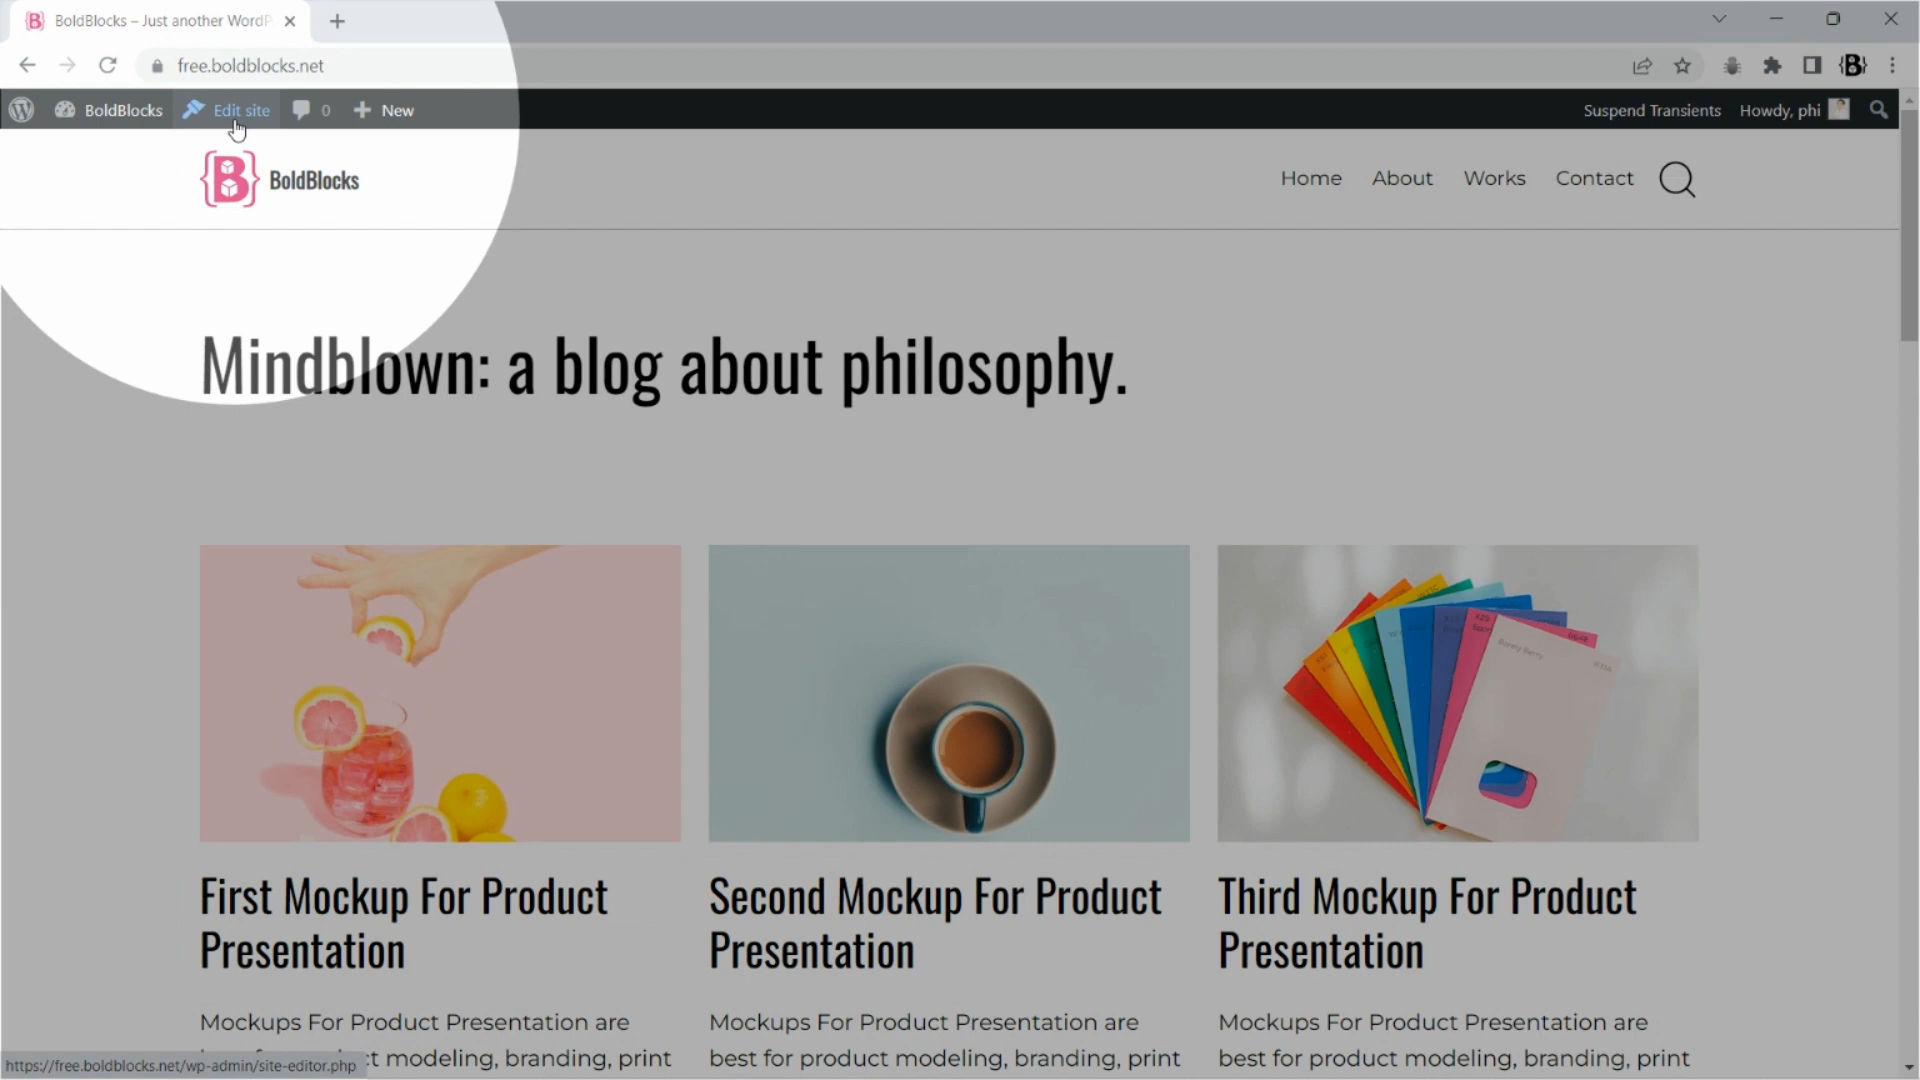 BoldBlocks – Just another WordP
free.boldblocks.net
BoldBlocks Edit site 0 New Suspend Transients Howdy, phi
BoldBlocks Home About Works Contact
Mindblown: a blog about philosophy.
First Mockup For Product
Presentation
Second Mockup For Product
Presentation
Third Mockup For Product
Presentation
Mockups For Product Presentation are
t modeling, branding, print
Mockups For Product Presentation are
best for product modeling, branding, print
Mockups For Product Presentation are
best for product modeling, branding, print
https://free.boldblocks.net/wp-admin/site-editor.php